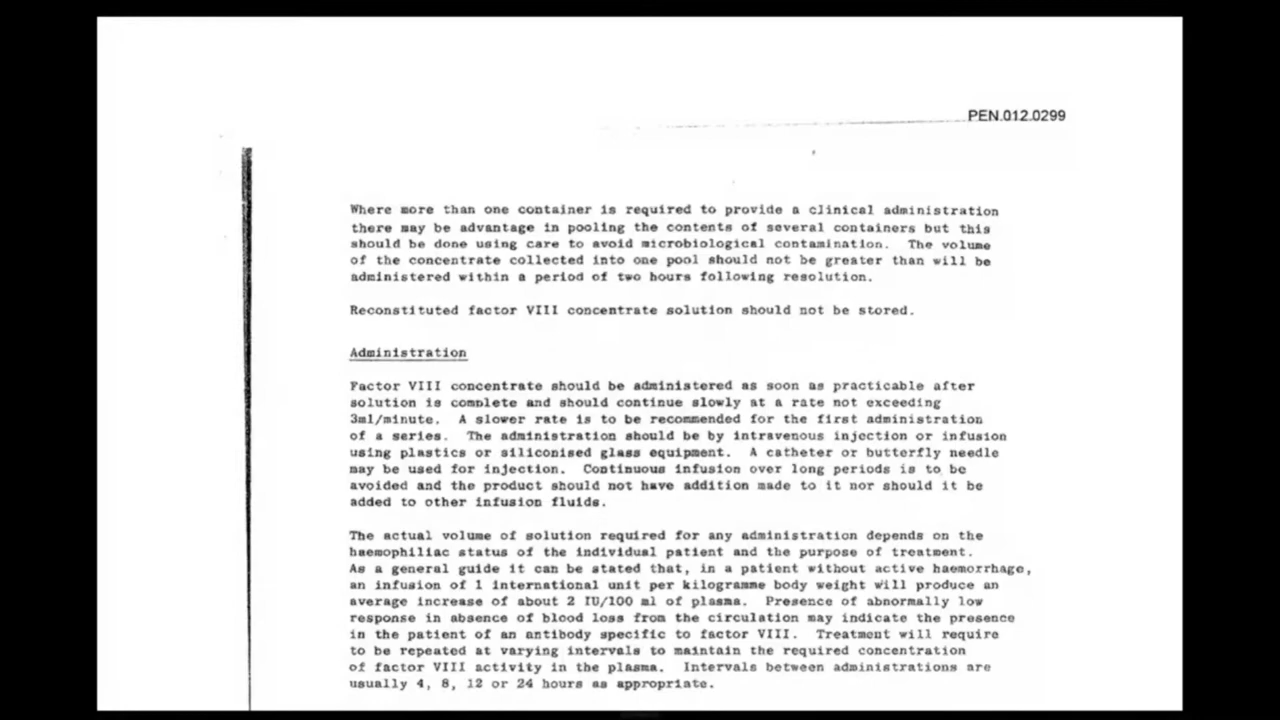 PEN.012.0299
Where more than one container is required to provide a clinical administration
there may be advantage in pooling the contents of several containers but this
should be done using care to avoid microbiological contamination. The volume
of the concentrate collected into one pool should not be greater than will be
administered within a period of two hours following resolution.
Reconstituted factor VIII concentrate solution should not be stored.
Administration
Factor VIII concentrate should be administered as soon as practicable after
solution is complete and should continue slowly at a rate not exceeding
3ml/minute. A slower rate is to be recommended for the first administration
of a series. The administration should be by intravenous injection or infusion
using plastics or siliconised glass equipment. A catheter or butterfly needle
may be used for injection. Continuous infusion over long periods is to be
avoided and the product should not have addition made to it nor should it be
added to other infusion fluids.
The actual volume of solution required for any administration depends on the
haemophiliac status of the individual patient and the purpose of treatment.
As a general guide it can be stated that, in a patient without active haemorrhage,
an infusion of 1 international unit per kilogramme body weight will produce an
average increase of about 2 IU/100 ml of plasma. Presence of abnormally low
response in absence of blood loss from the circulation may indicate the presence
in the patient of an antibody specific to factor VIII. Treatment will require
to be repeated at varying intervals to maintain the required concentration
of factor VIII activity in the plasma. Intervals between administrations are
usually 4, 8, 12 or 24 hours as appropriate.